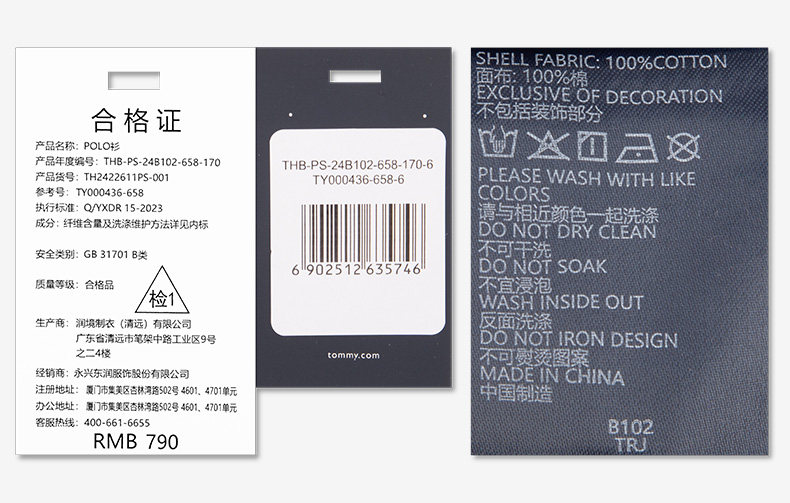 合格证
产品名称：POLO衫
产品年度编号：THB-PS-24B102-658-170
产品货号：TH2422611PS-001
参考号：TY000436-658
执行标准：Q/YXDR 15-2023
成分：纤维含量及洗涤维护方法详见内标
安全类别：GB 31701 B类
质量等级：合格品
检1
生产商：润境制衣（清远）有限公司
广东省清远市笔架中路工业区9号
之二4楼
经销商：永兴东润服饰股份有限公司
注册地址：厦门市集美区杏林湾路502号 4601、4701单元
办公地址：厦门市集美区杏林湾路502号 4601、4701单元
客服热线：400-661-6655
RMB 790
THB-PS-24B102-658-170-6
TY000436-658-6
6 902512 635746
tommy.com
SHELL FABRIC: 100%COTTON
面布: 100%棉
EXCLUSIVE OF DECORATION
不包括装饰部分
PLEASE WASH WITH LIKE
COLORS
请与相近颜色一起洗涤
DO NOT DRY CLEAN
不可干洗
DO NOT SOAK
不宜浸泡
WASH INSIDE OUT
反面洗涤
DO NOT IRON DESIGN
不可熨烫图案
MADE IN CHINA
中国制造
B102
TRJ